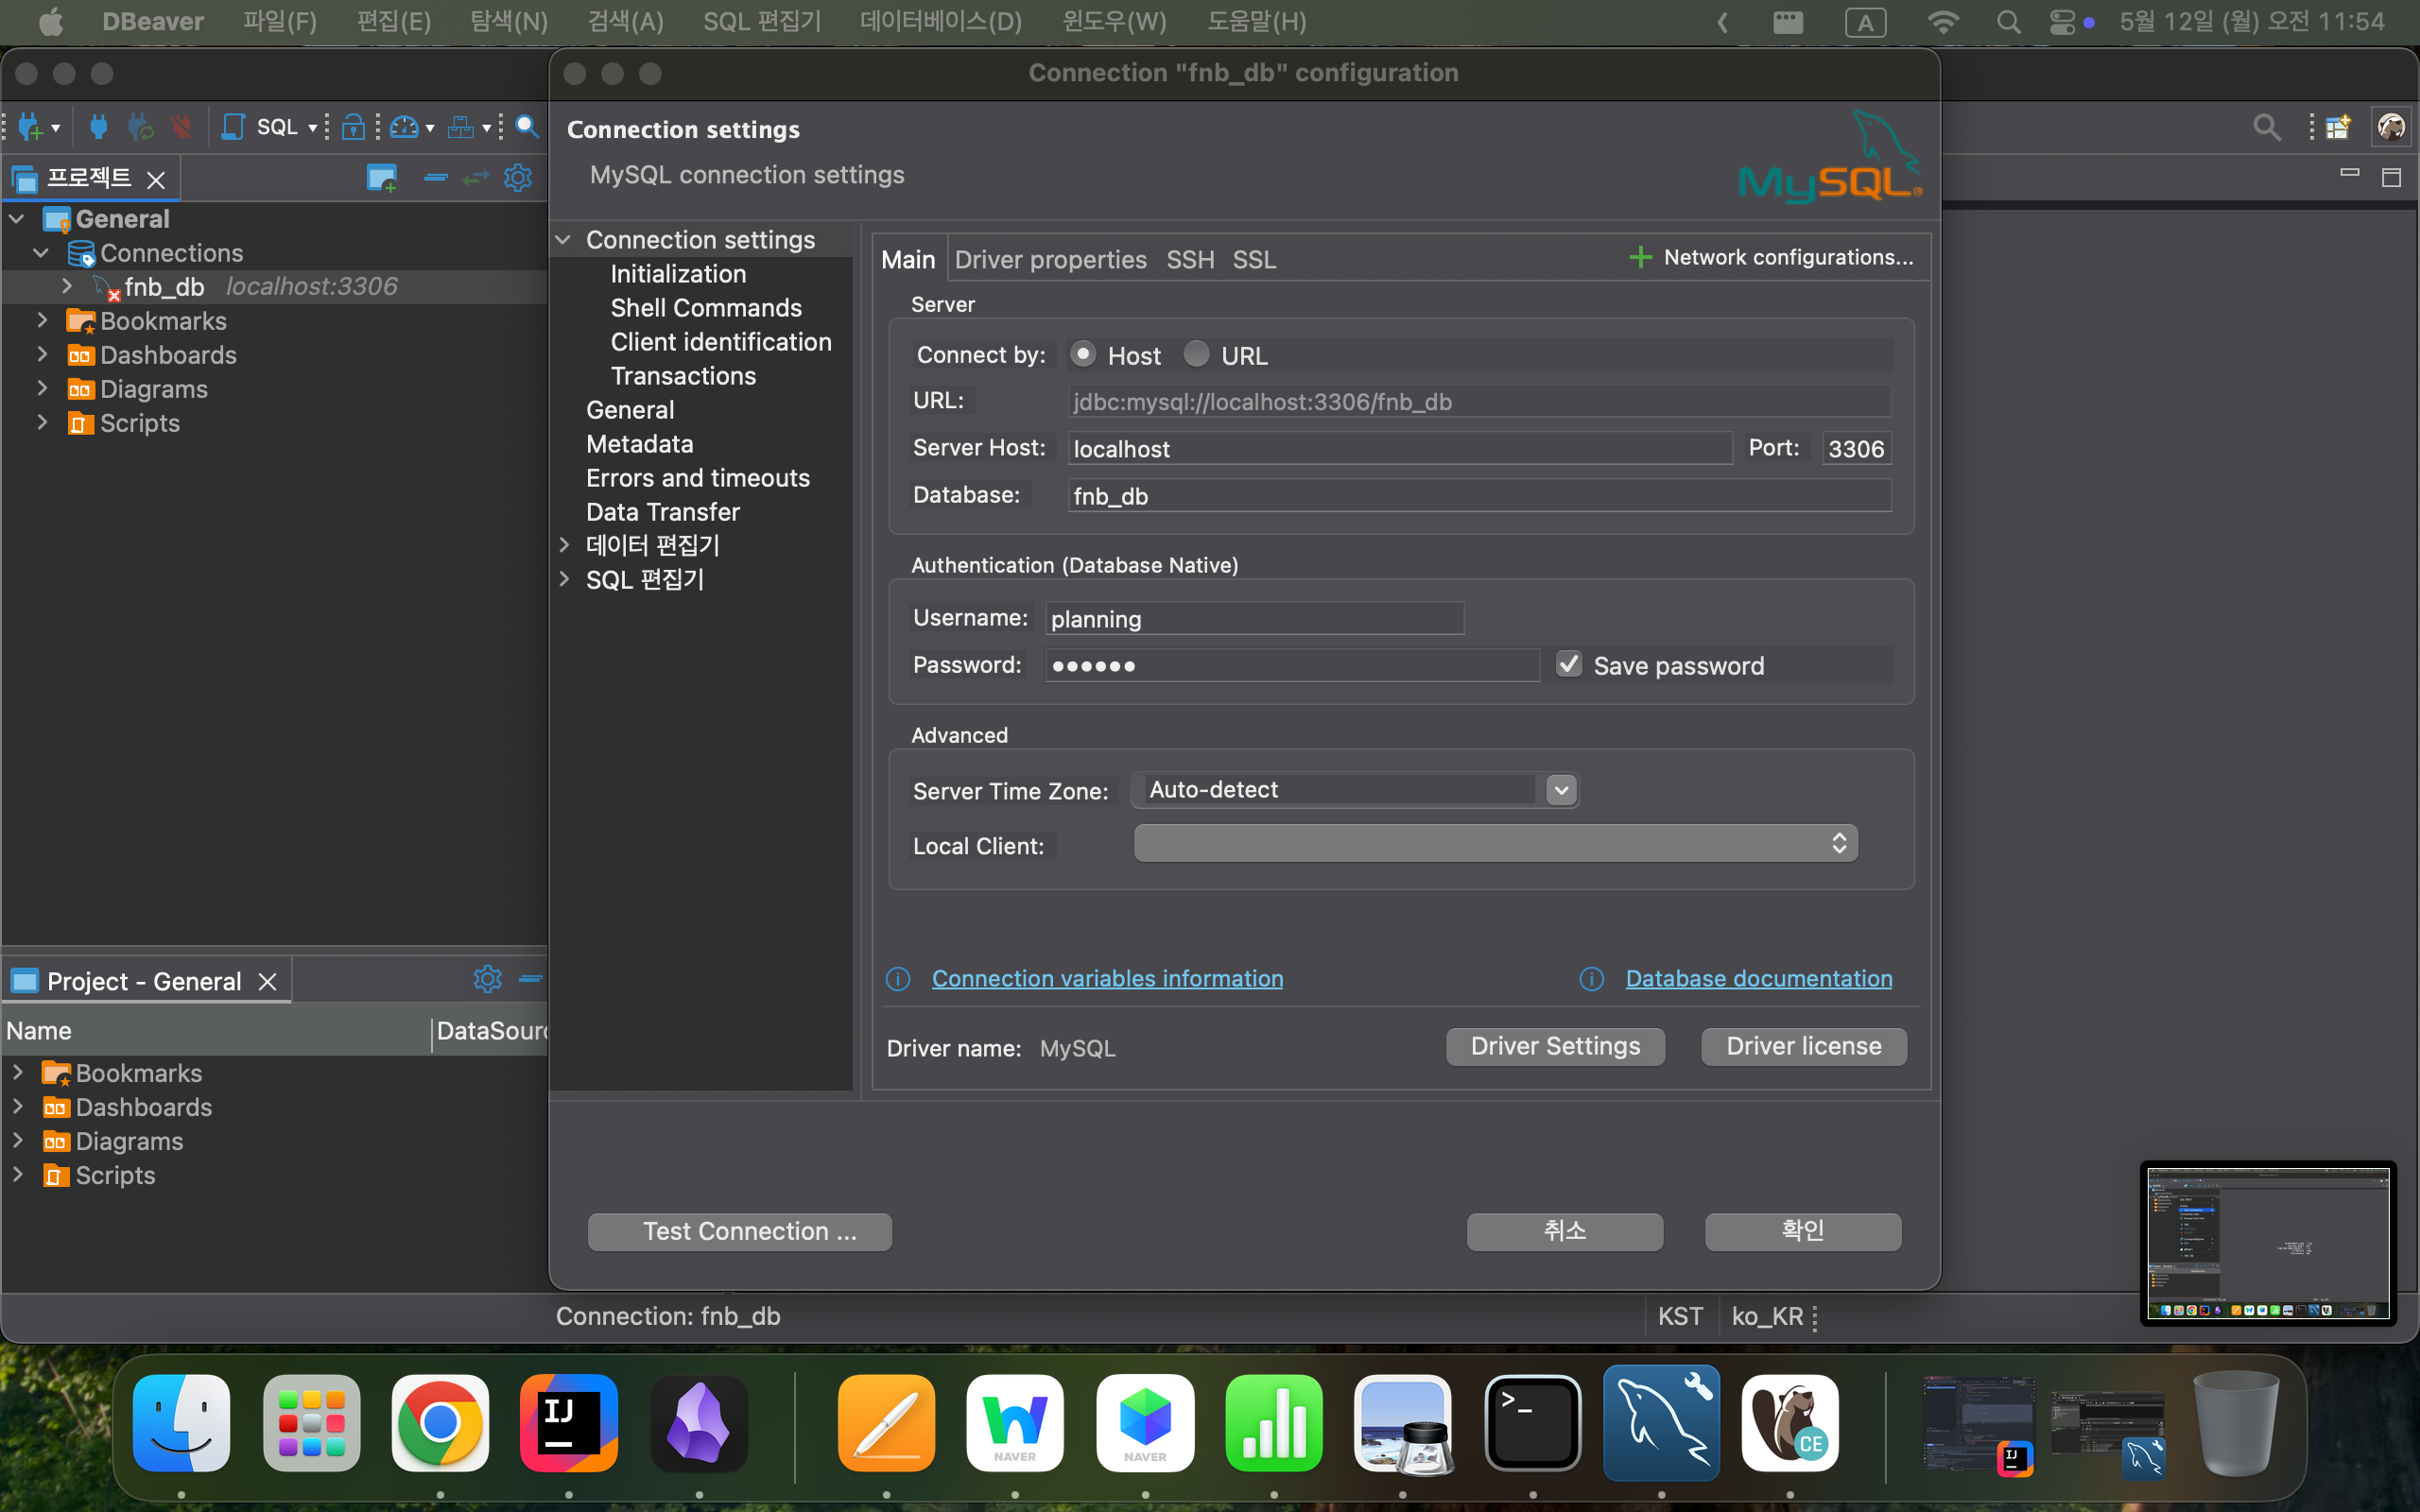 DBeaver 파일(F) 편집(E) 탐색(N) 검색(A) SQL 편집기 데이터베이스(D) 윈도우(W) 도움말(H) A 5월 12일 (월) 오전 11:54
Connection "fnb_db" configuration
SQL
Connection settings
MySQL connection settings
MySQL®
프로젝트
General
Connections
fnb_db localhost:3306
Bookmarks
Dashboards
Diagrams
Scripts
Connection settings
Initialization
Shell Commands
Client identification
Transactions
General
Metadata
Errors and timeouts
Data Transfer
데이터 편집기
SQL 편집기
Main Driver properties SSH SSL Network configurations...
Server
Connect by: Host URL
URL: jdbc:mysql://localhost:3306/fnb_db
Server Host: localhost Port: 3306
Database: fnb_db
Authentication (Database Native)
Username: planning
Password: •••••• Save password
Advanced
Server Time Zone: Auto-detect
Local Client:
Connection variables information Database documentation
Driver name: MySQL Driver Settings Driver license
Project - General
Name DataSourc
Bookmarks
Dashboards
Diagrams
Scripts
Test Connection ... 취소 확인
Connection: fnb_db KST ko_KR
IJ
W NAVER
NAVER
>_
CE
IJ